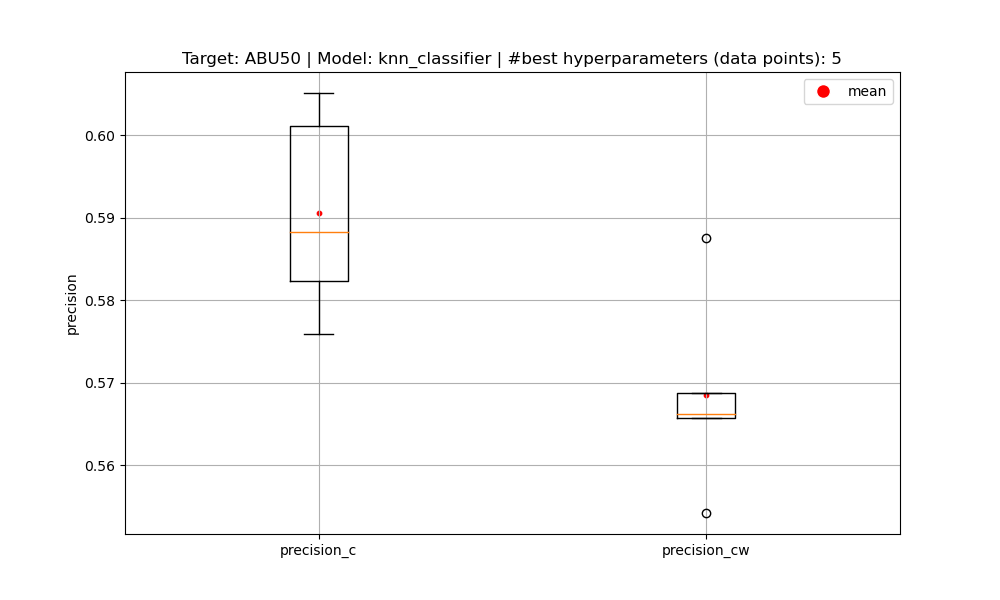 Target: ABU50 | Model: knn_classifier | #best hyperparameters (data points): 5
mean
0.60
0.59
0.58
0.57
0.56
precision
precision_c
precision_cw